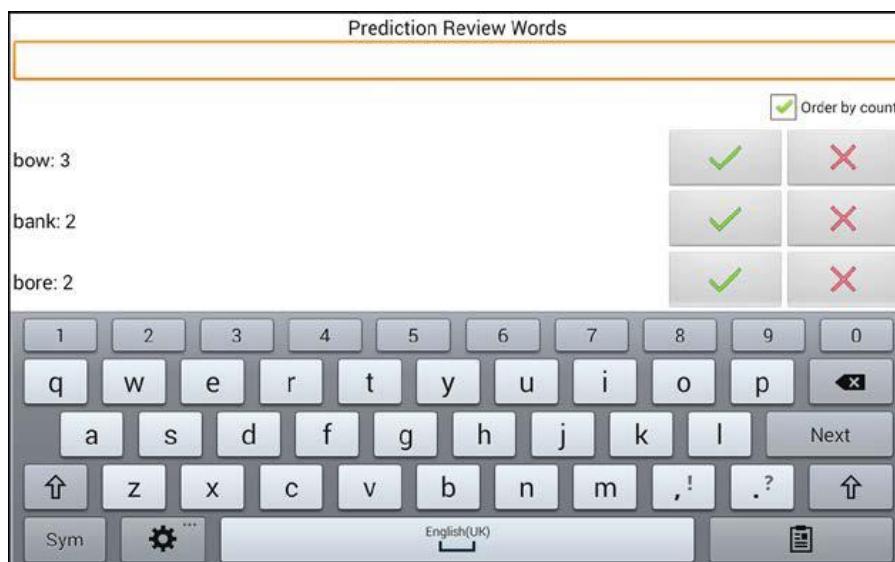 Prediction Review Words
Order by count
bow: 3
bank: 2
bore: 2
1 2 3 4 5 6 7 8 9 0
q w e r t y u i o p
a s d f g h j k l Next
z x c v b n m ,! .?
Sym ... English(UK)